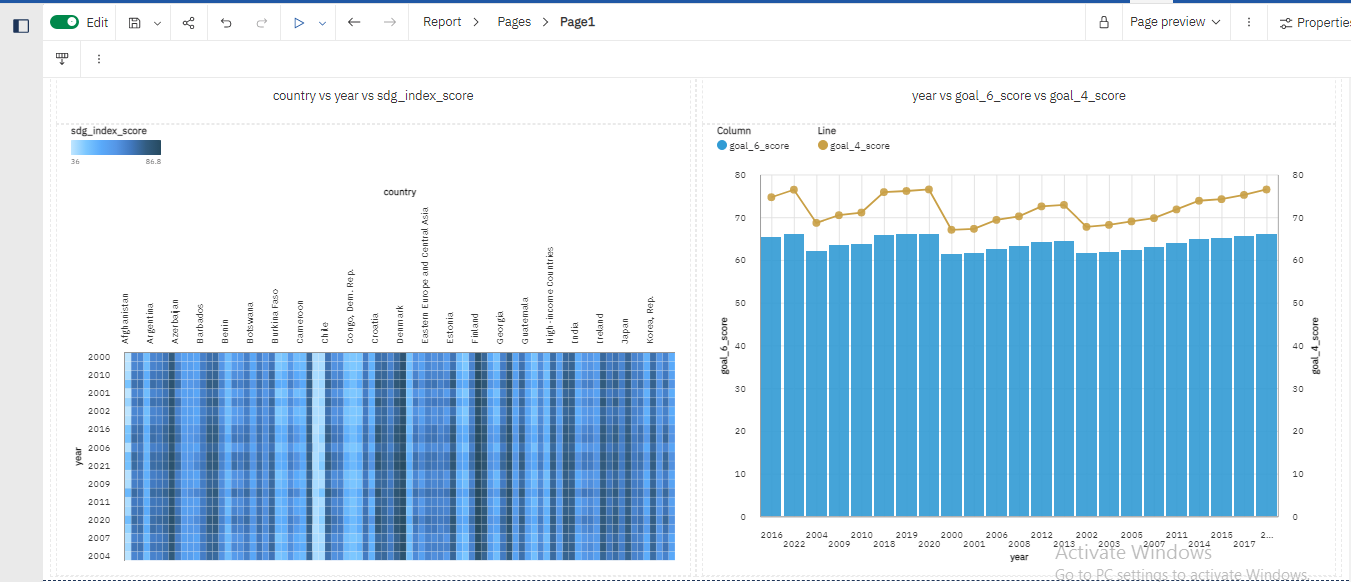 Edit
Report > Pages > Page1
Page preview
Properties
country vs year vs sdg_index_score
sdg_index_score
36 86.8
country
Afghanistan
Argentina
Azerbaijan
Barbados
Benin
Botswana
Burkina Faso
Cameroon
Chile
Congo, Dem. Rep.
Croatia
Denmark
Eastern Europe and Central Asia
Estonia
Finland
Georgia
Guatemala
High-income Countries
India
Ireland
Japan
Korea, Rep.
year
2000
2010
2001
2002
2016
2006
2021
2009
2011
2020
2007
2004
year vs goal_6_score vs goal_4_score
Column
goal_6_score
Line
goal_4_score
goal_6_score
80
70
60
50
40
30
20
10
0
80
70
60
50
40
30
20
10
0
goal_4_score
2016 2004 2010 2019 2000 2006 2012 2002 2005 2011 2016 2...
2022 2009 2018 2020 2001 2008 2013 2003 2007 2014 2017
year
Activate Windows
Go to PC settings to activate Windows.